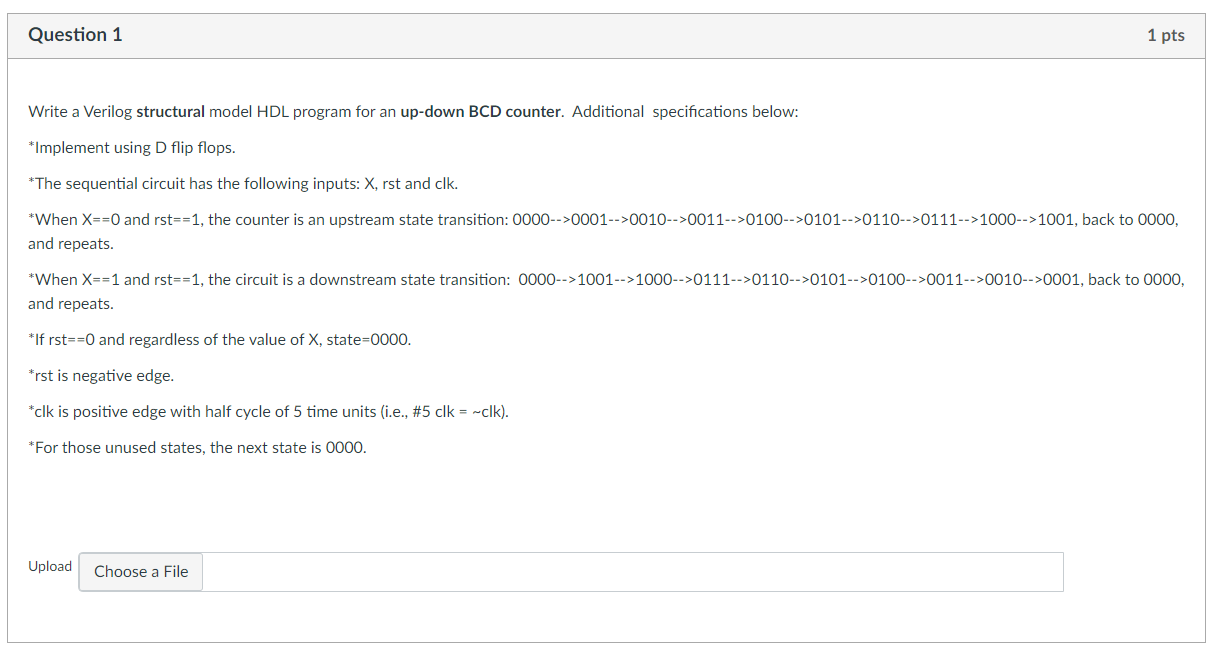 Question 1
1 pts
Write a Verilog structural model HDL program for an up-down BCD counter. Additional specifications below:
*Implement using D flip flops.
*The sequential circuit has the following inputs: X, rst and clk.
*When X==0 and rst==1, the counter is an upstream state transition: 0000-->0001-->0010-->0011-->0100-->0101-->0110-->0111-->1000-->1001, back to 0000,
and repeats.
*When X==1 and rst==1, the circuit is a downstream state transition: 0000-->1001-->1000-->0111-->0110-->0101-->0100-->0011-->0010-->0001, back to 0000,
and repeats.
*If rst==0 and regardless of the value of X, state=0000.
*rst is negative edge.
*clk is positive edge with half cycle of 5 time units (i.e., #5 clk = ~clk).
*For those unused states, the next state is 0000.
Upload
Choose a File